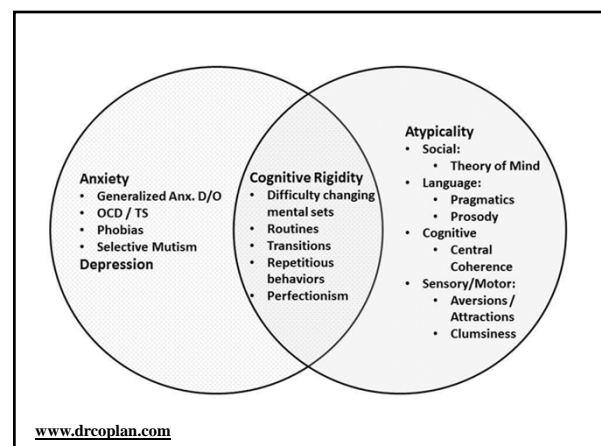 Anxiety
• Generalized Anx. D/O
• OCD / TS
• Phobias
• Selective Mutism
Depression
Cognitive Rigidity
• Difficulty changing
mental sets
• Routines
• Transitions
• Repetitious
behaviors
• Perfectionism
Atypicality
• Social:
• Theory of Mind
• Language:
• Pragmatics
• Prosody
• Cognitive
• Central
Coherence
• Sensory/Motor:
• Aversions /
Attractions
• Clumsiness
www.drcoplan.com